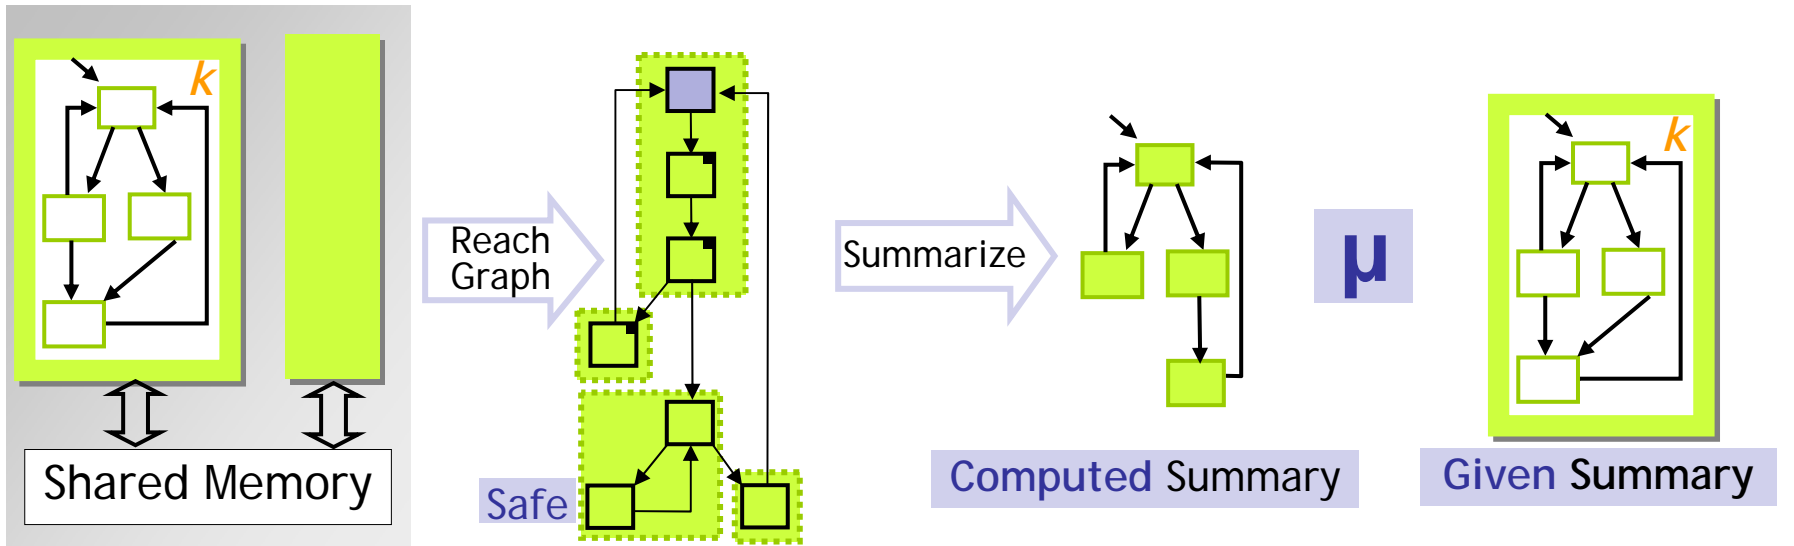 k
Shared Memory
Reach
Graph
Safe
Summarize
Computed Summary
μ
k
Given Summary